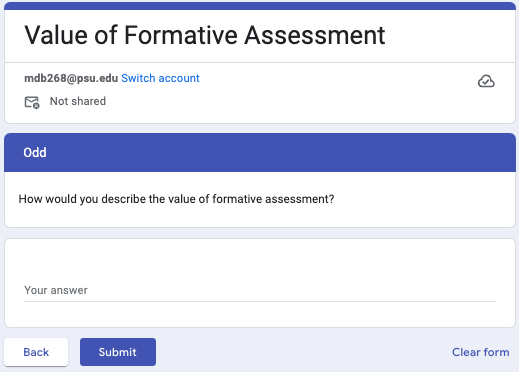 Value of Formative Assessment
mdb268@psu.edu Switch account
Not shared
Odd
How would you describe the value of formative assessment?
Your answer
Back
Submit
Clear form